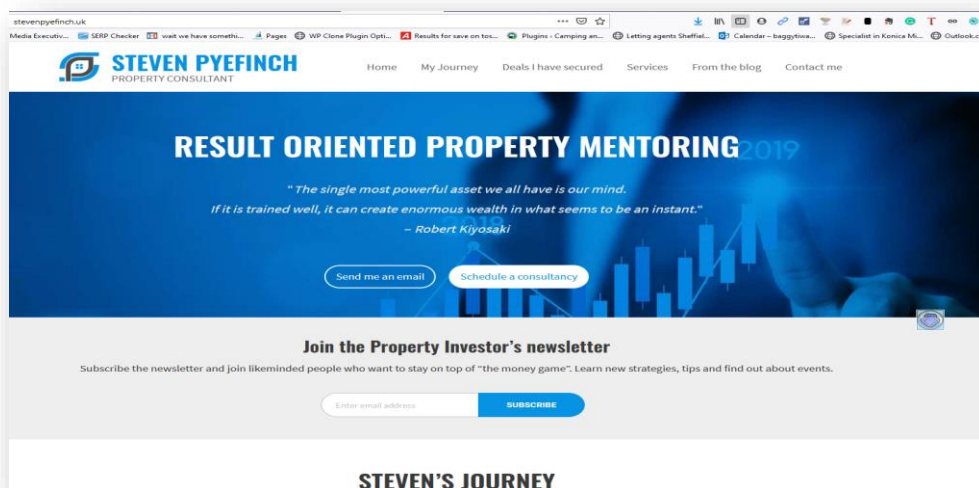 stevenpyefinch.uk
Media Executiv... SERP Checker wait we have somethi... Pages WP Clone Plugin Opti... Results for save on tos... Plugins - Camping an... Letting agents Sheffiel... Calendar – baggytiwa... Specialist in Konica Mi... Outlook.c
STEVEN PYEFINCH
PROPERTY CONSULTANT
Home My Journey Deals I have secured Services From the blog Contact me
RESULT ORIENTED PROPERTY MENTORING
2019
" The single most powerful asset we all have is our mind.
If it is trained well, it can create enormous wealth in what seems to be an instant."
2018
– Robert Kiyosaki
Send me an email Schedule a consultancy
Join the Property Investor's newsletter
Subscribe the newsletter and join likeminded people who want to stay on top of "the money game". Learn new strategies, tips and find out about events.
Enter email address SUBSCRIBE
STEVEN'S JOURNEY